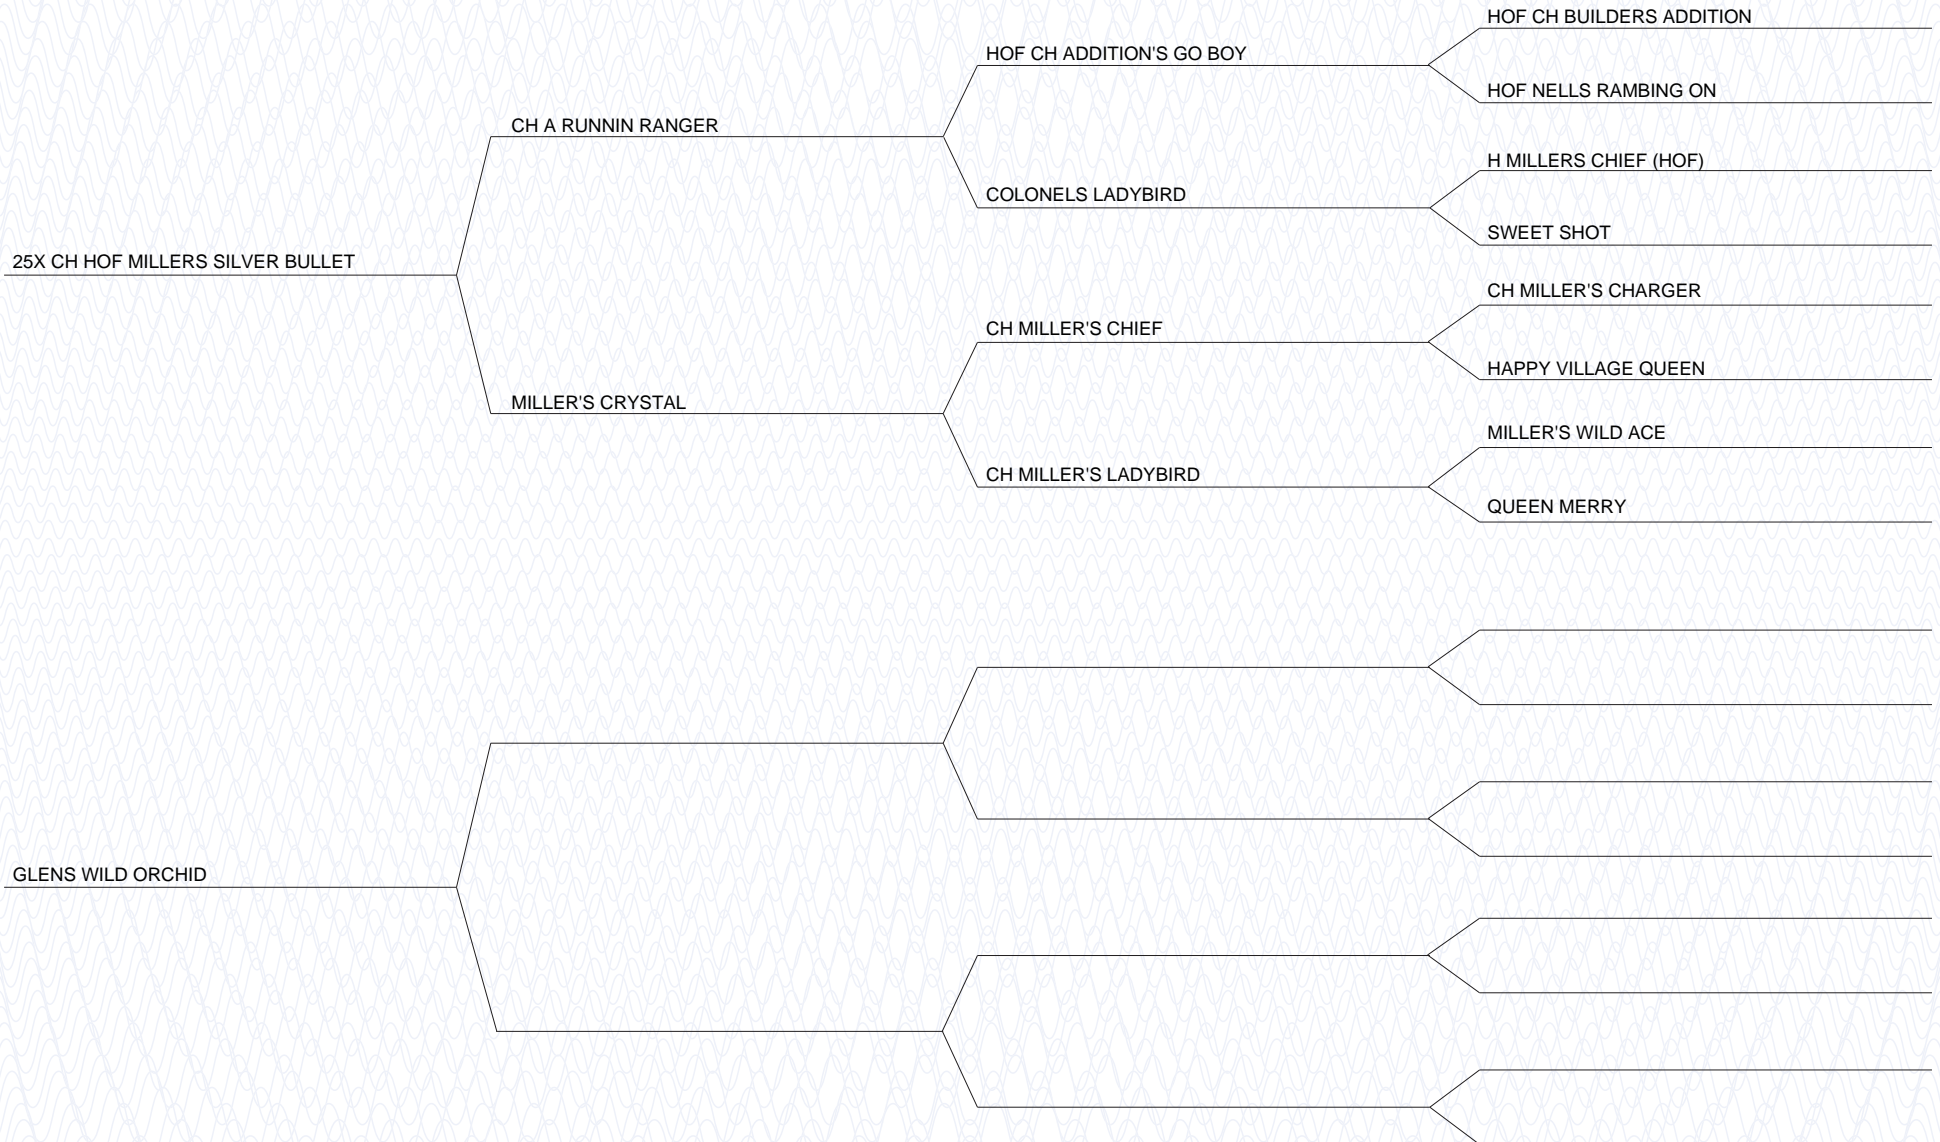 HOF CH BUILDERS ADDITION
HOF CH ADDITION'S GO BOY
HOF NELLS RAMBING ON
CH A RUNNIN RANGER
H MILLERS CHIEF (HOF)
COLONELS LADYBIRD
SWEET SHOT
25X CH HOF MILLERS SILVER BULLET
CH MILLER'S CHARGER
CH MILLER'S CHIEF
HAPPY VILLAGE QUEEN
MILLER'S CRYSTAL
MILLER'S WILD ACE
CH MILLER'S LADYBIRD
QUEEN MERRY
GLENS WILD ORCHID